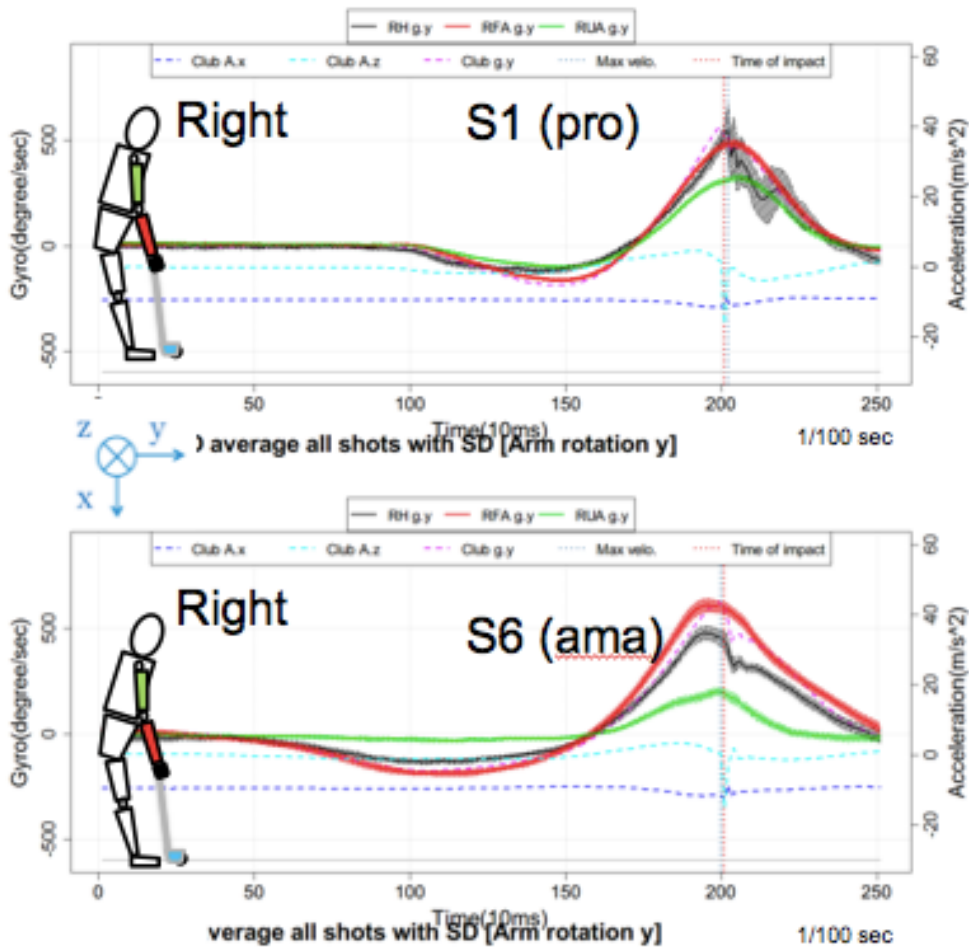 RH g.y RFA g.y RUA g.y
Club A.x Club A.z Club g.y Max velo. Time of impact
Right S1 (pro)
Gyro(degree/sec)
500
0
-500
Acceleration(m/s^2)
60
40
20
0
-20
50 100 150 200 250
Time(10ms)
1/100 sec
z y
x
average all shots with SD [Arm rotation y]
RH g.y RFA g.y RUA g.y
Club A.x Club A.z Club g.y Max velo. Time of impact
Right S6 (ama)
Gyro(degree/sec)
500
0
-500
Acceleration(m/s^2)
60
40
20
0
-20
0 50 100 150 200 250
Time(10ms)
1/100 sec
verage all shots with SD [Arm rotation y]